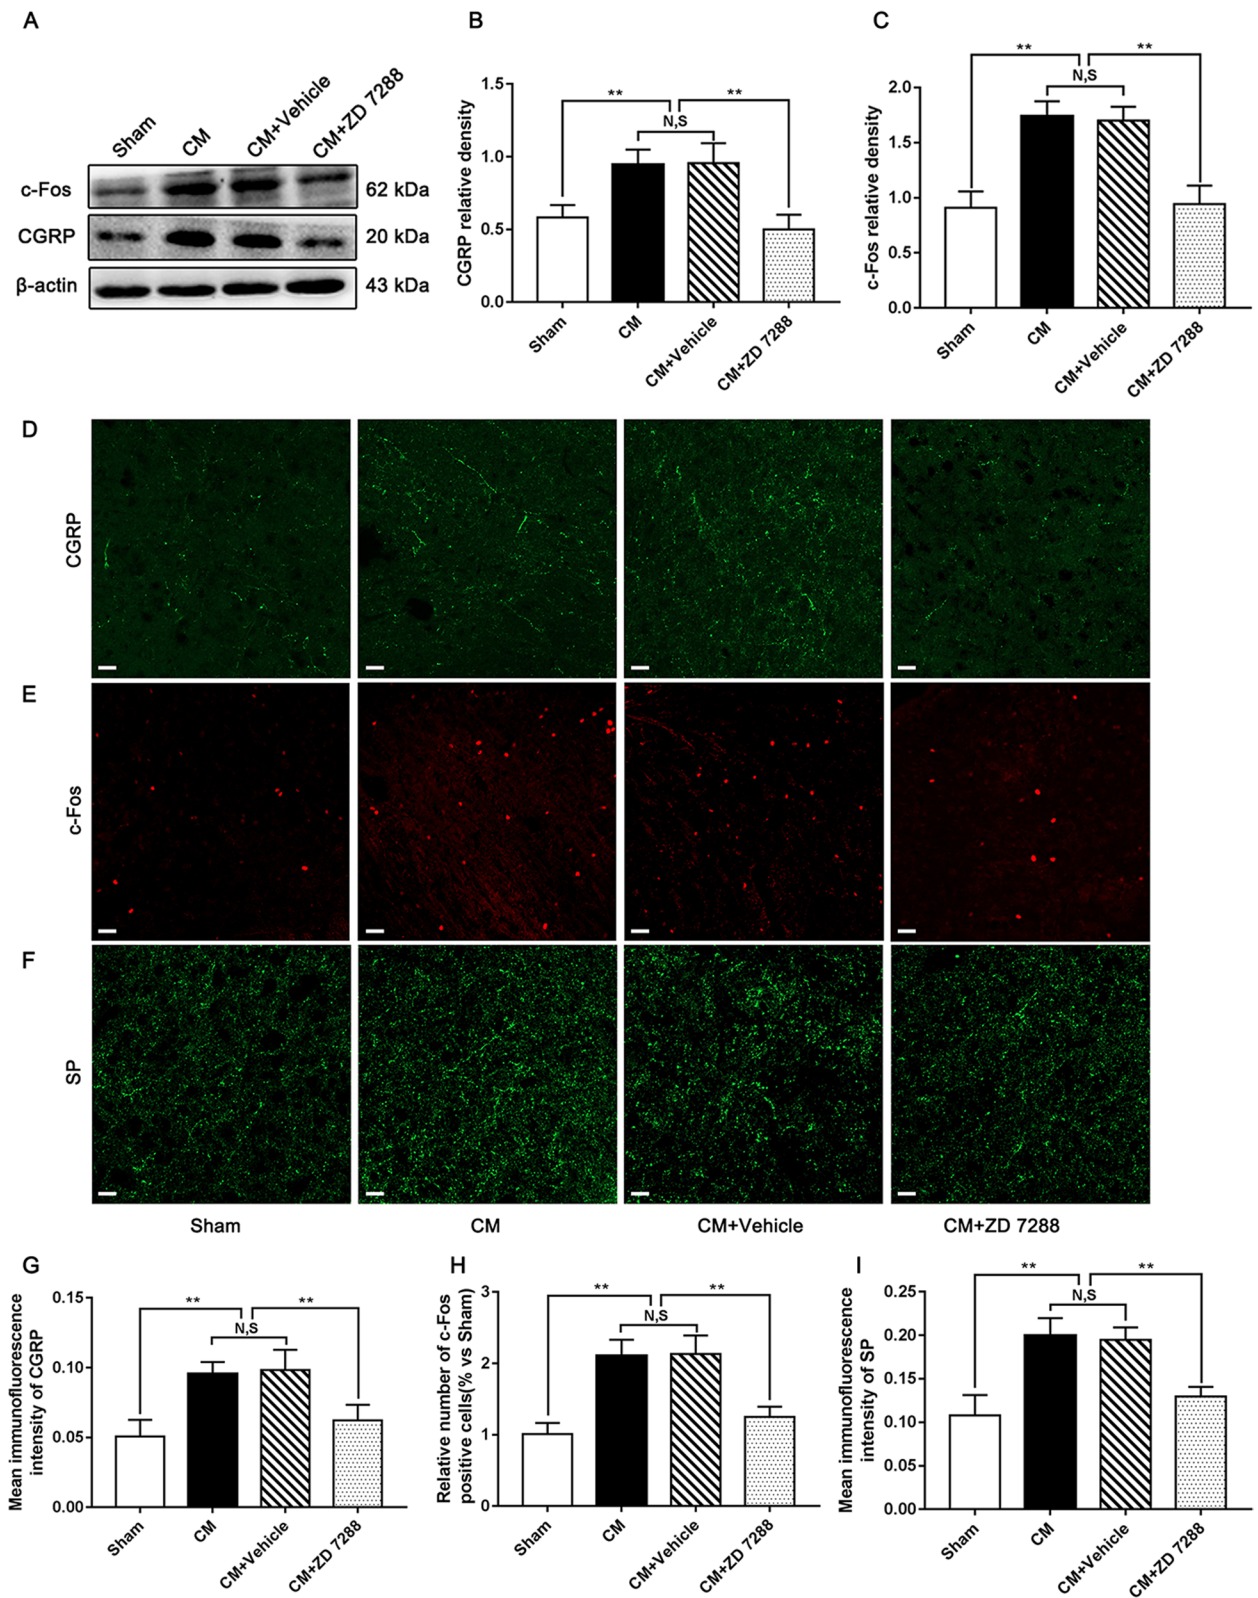 A
Sham
CM
CM+Vehicle
CM+ZD 7288
c-Fos
62 kDa
CGRP
20 kDa
β-actin
43 kDa
B
CGRP relative density
1.5
1.0
0.5
0.0
**
**
N,S
Sham
CM
CM+Vehicle
CM+ZD 7288
C
c-Fos relative density
2.0
1.5
1.0
0.5
0.0
**
**
N,S
Sham
CM
CM+Vehicle
CM+ZD 7288
D
CGRP
E
c-Fos
F
SP
Sham
CM
CM+Vehicle
CM+ZD 7288
G
Mean immunofluorescence
intensity of CGRP
0.15
0.10
0.05
0.00
**
**
N,S
Sham
CM
CM+Vehicle
CM+ZD 7288
H
Relative number of c-Fos
positive cells(% vs Sham)
3
2
1
0
**
**
N,S
Sham
CM
CM+Vehicle
CM+ZD 7288
I
Mean immunofluorescence
intensity of SP
0.25
0.20
0.15
0.10
0.05
0.00
**
**
N,S
Sham
CM
CM+Vehicle
CM+ZD 7288